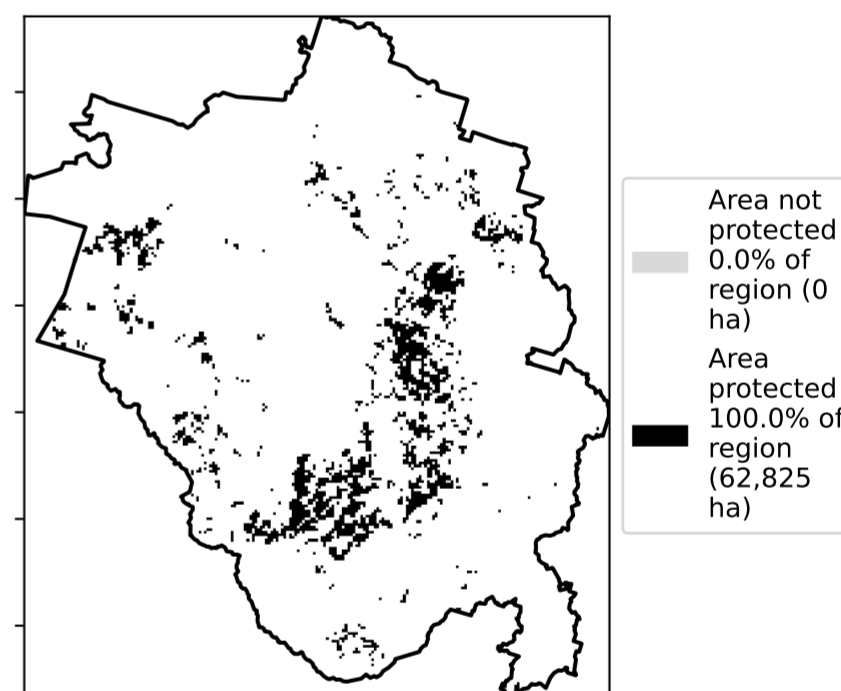 Area not
protected
0.0% of
region (0
ha)
Area
protected
100.0% of
region
(62,825
ha)